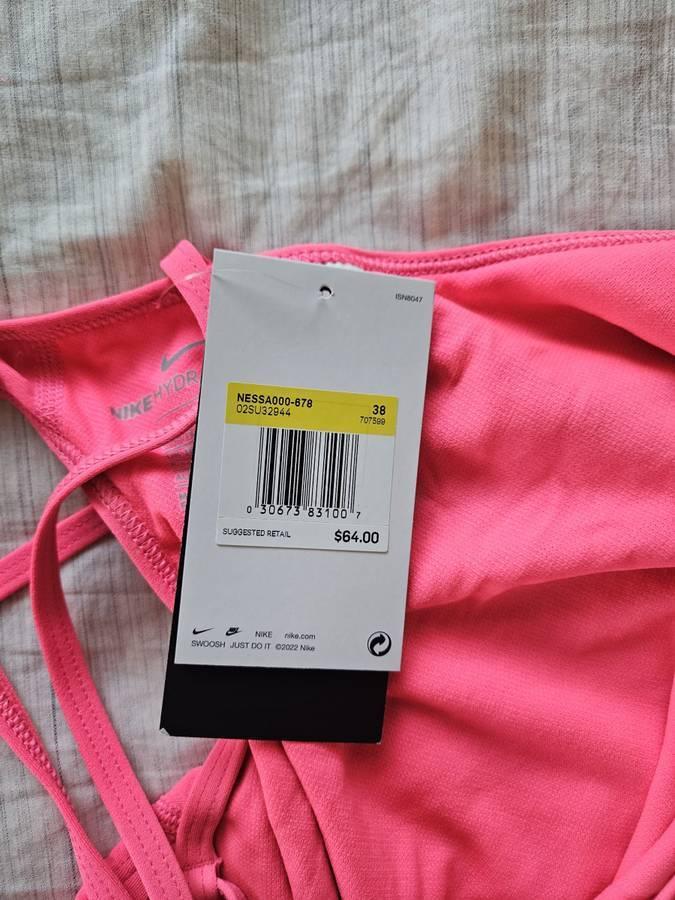 ISN8047
NESSA000-678 38
02SU32944 707599
0 30673 83100 7
SUGGESTED RETAIL $64.00
NIKE nike.com
SWOOSH JUST DO IT ©2022 Nike
NIKEHYDR